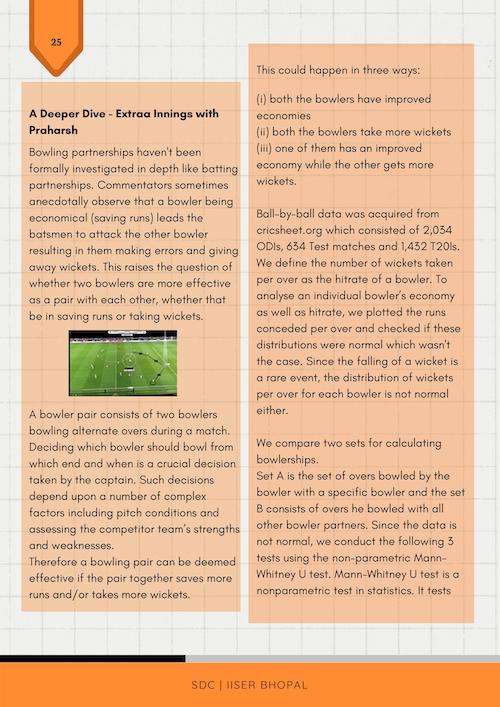 25
A Deeper Dive - Extraa Innings with
Praharsh
Bowling partnerships haven't been
formally investigated in depth like batting
partnerships. Commentators sometimes
anecdotally observe that a bowler being
economical (saving runs) leads the
batsmen to attack the other bowler
resulting in them making errors and giving
away wickets. This raises the question of
whether two bowlers are more effective
as a pair with each other, whether that
be in saving runs or taking wickets.
A bowler pair consists of two bowlers
bowling alternate overs during a match.
Deciding which bowler should bowl from
which end and when is a crucial decision
taken by the captain. Such decisions
depend upon a number of complex
factors including pitch conditions and
assessing the competitor team's strengths
and weaknesses.
Therefore a bowling pair can be deemed
effective if the pair together saves more
runs and/or takes more wickets.
This could happen in three ways:
(i) both the bowlers have improved
economies
(ii) both the bowlers take more wickets
(iii) one of them has an improved
economy while the other gets more
wickets.
Ball-by-ball data was acquired from
cricsheet.org which consisted of 2,034
ODIs, 634 Test matches and 1,432 T20Is.
We define the number of wickets taken
per over as the hitrate of a bowler. To
analyse an individual bowler's economy
as well as hitrate, we plotted the runs
conceded per over and checked if these
distributions were normal which wasn't
the case. Since the falling of a wicket is
a rare event, the distribution of wickets
per over for each bowler is not normal
either.
We compare two sets for calculating
bowlerships.
Set A is the set of overs bowled by the
bowler with a specific bowler and the set
B consists of overs he bowled with all
other bowler partners. Since the data is
not normal, we conduct the following 3
tests using the non-parametric Mann-
Whitney U test. Mann-Whitney U test is a
nonparametric test in statistics. It tests
SDC | IISER BHOPAL